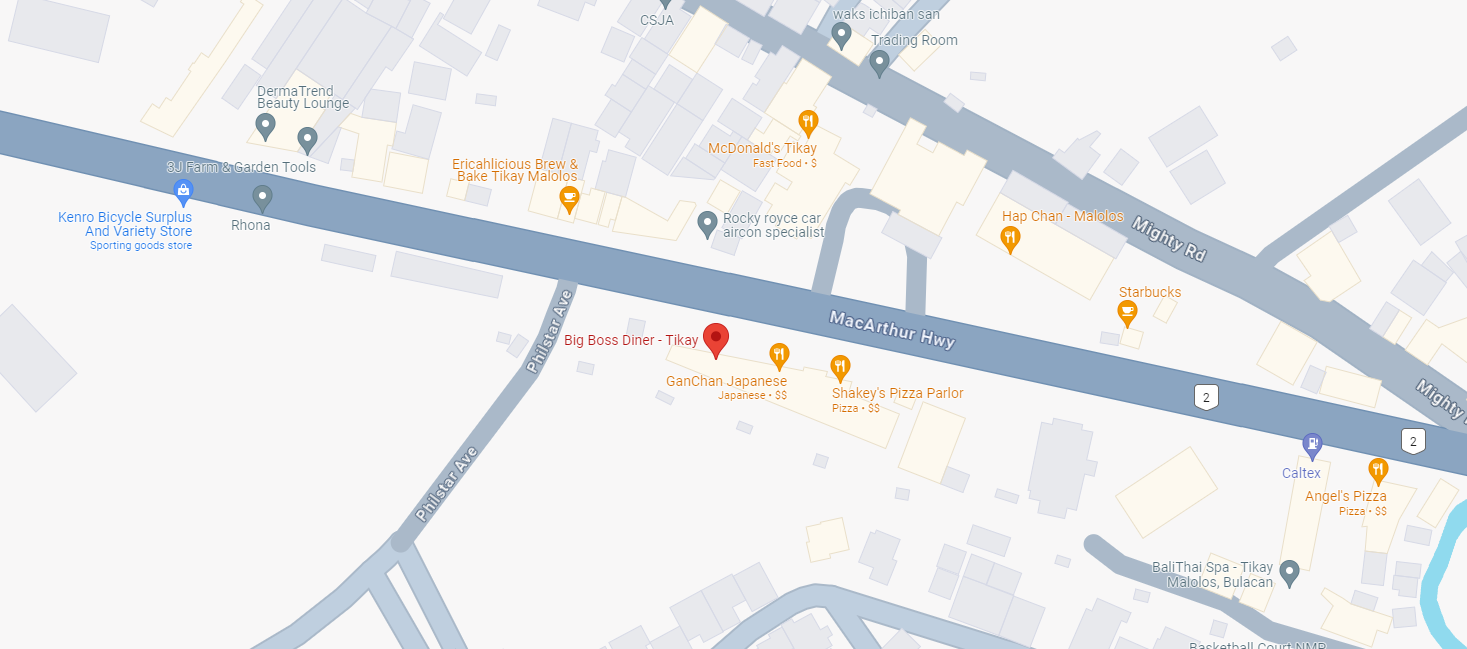 CSJA
waks ichiban san
Trading Room
DermaTrend
Beauty Lounge
3J Farm & Garden Tools
Ericahlicious Brew &
Bake Tikay Malolos
McDonald's Tikay
Fast Food • $
Kenro Bicycle Surplus
And Variety Store
Sporting goods store
Rhona
Rocky royce car
aircon specialist
Hap Chan - Malolos
Mighty Rd
Starbucks
Philstar Ave
Big Boss Diner - Tikay
MacArthur Hwy
GanChan Japanese
Japanese • $$
Shakey's Pizza Parlor
Pizza • $$
2
Mighty
2
Philstar Ave
Caltex
Angel's Pizza
Pizza • $$
BaliThai Spa - Tikay
Malolos, Bulacan
Basketball Court NMP